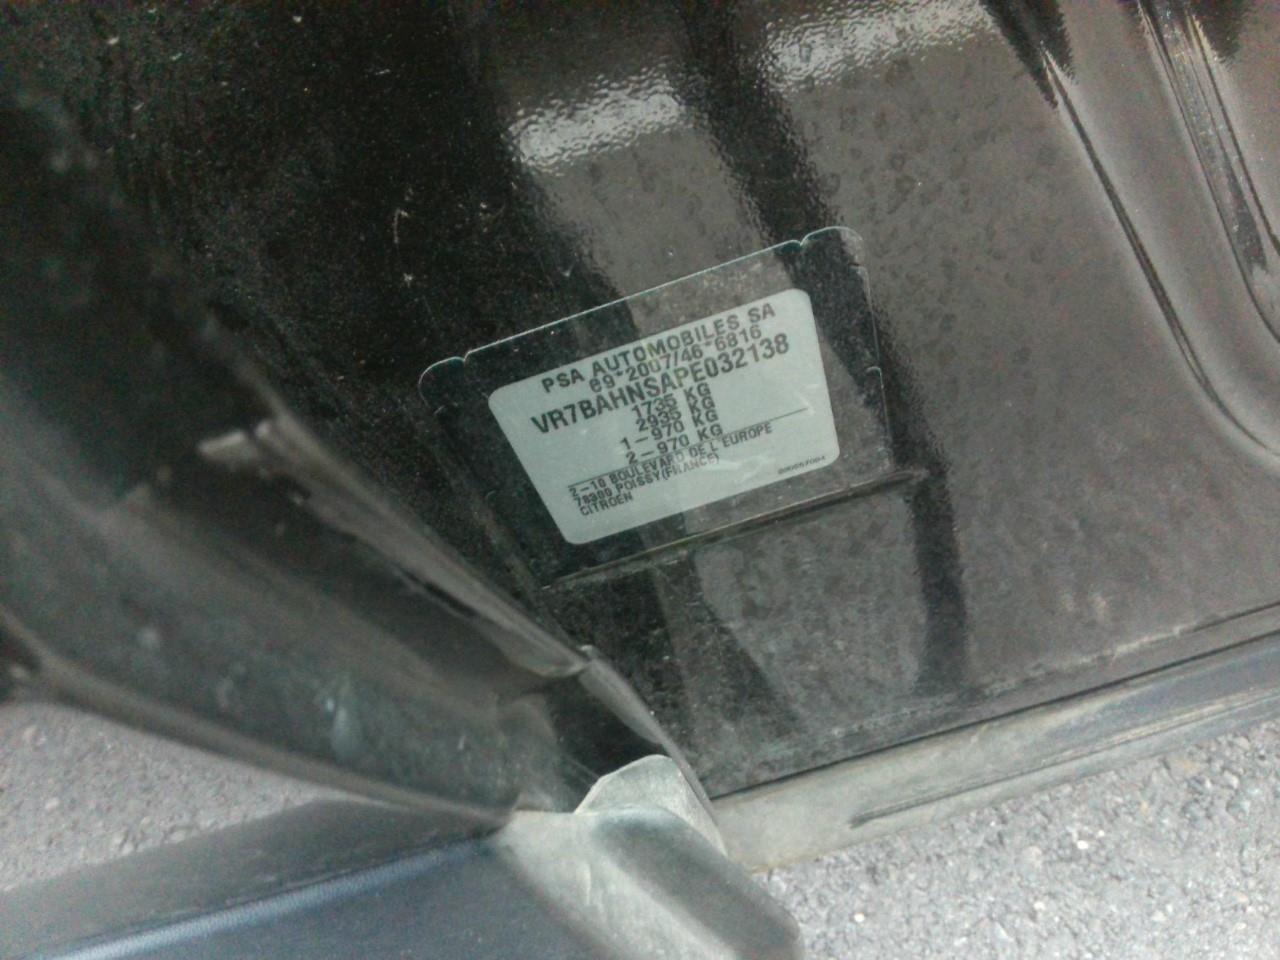 PSA AUTOMOBILES SA
e9*2007/46*6816
VR7BAHNSAPE032138
1735 KG
2935 KG
1-970 KG
2-970 KG
2-10 BOULEVARD DE L'EUROPE
78300 POISSY(FRANCE)
CITROEN